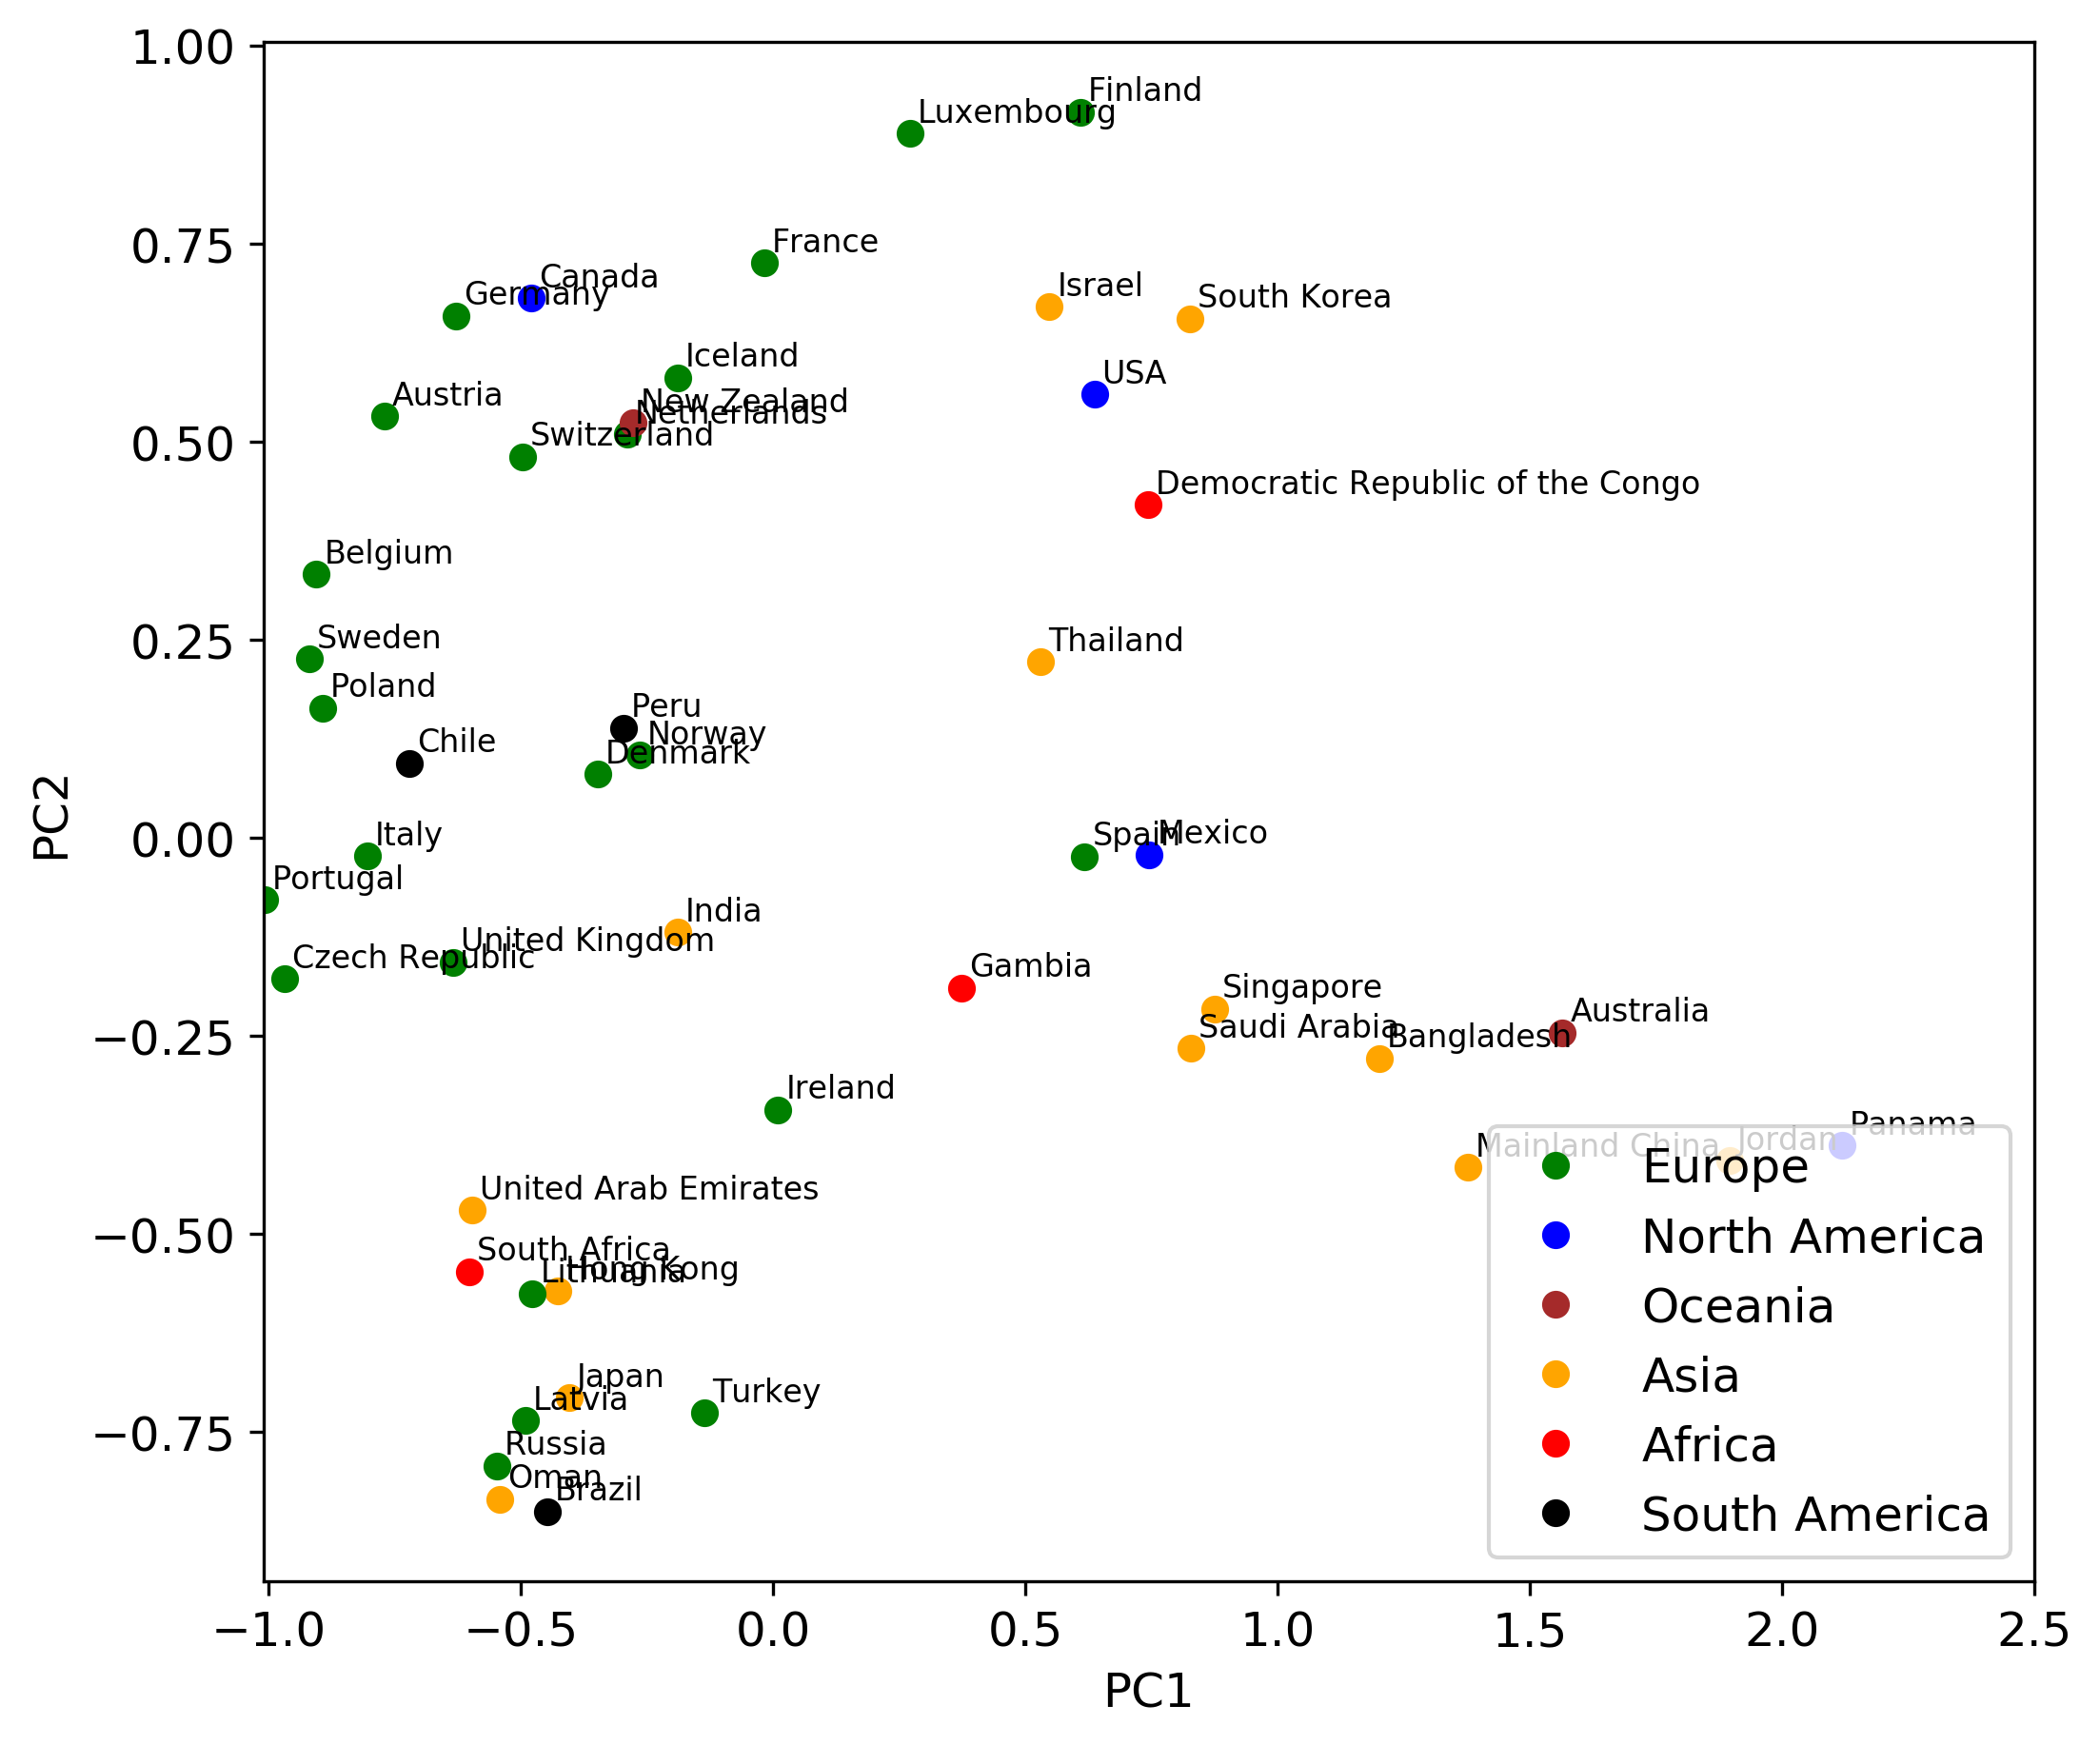 1.00
0.75
0.50
0.25
0.00
−0.25
−0.50
−0.75
PC2
Finland
Luxembourg
France
Canada
Germany
Israel
South Korea
Iceland
USA
Austria
New Zealand
Netherlands
Switzerland
Democratic Republic of the Congo
Belgium
Sweden
Thailand
Poland
Peru
Norway
Chile
Denmark
Italy
Spain
Mexico
Portugal
India
United Kingdom
Czech Republic
Gambia
Singapore
Australia
Saudi Arabia
Bangladesh
Ireland
Panama
Jordan
Mainland China
United Arab Emirates
South Africa
Hong Kong
Lithuania
Japan
Turkey
Latvia
Russia
Oman
Brazil
Europe
North America
Oceania
Asia
Africa
South America
−1.0 −0.5 0.0 0.5 1.0 1.5 2.0 2.5
PC1